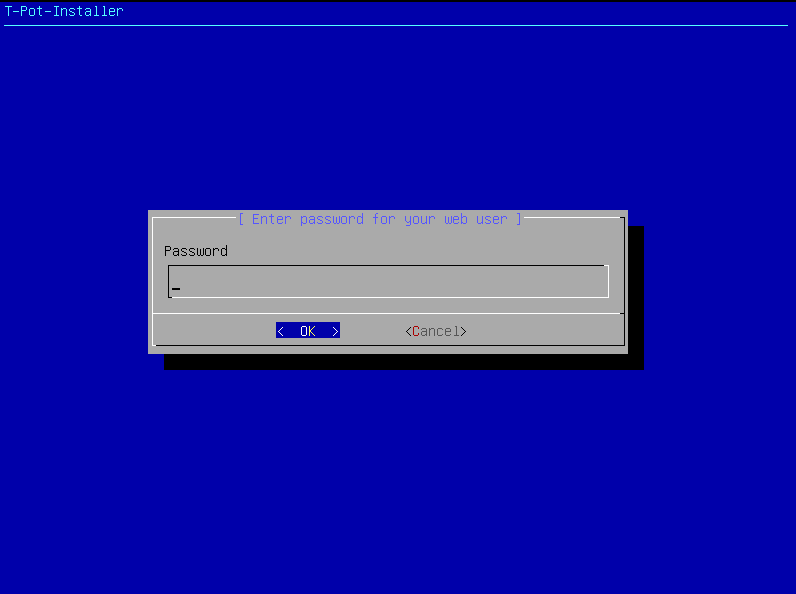 T-Pot-Installer
[ Enter password for your web user ]
Password
< OK > <Cancel>